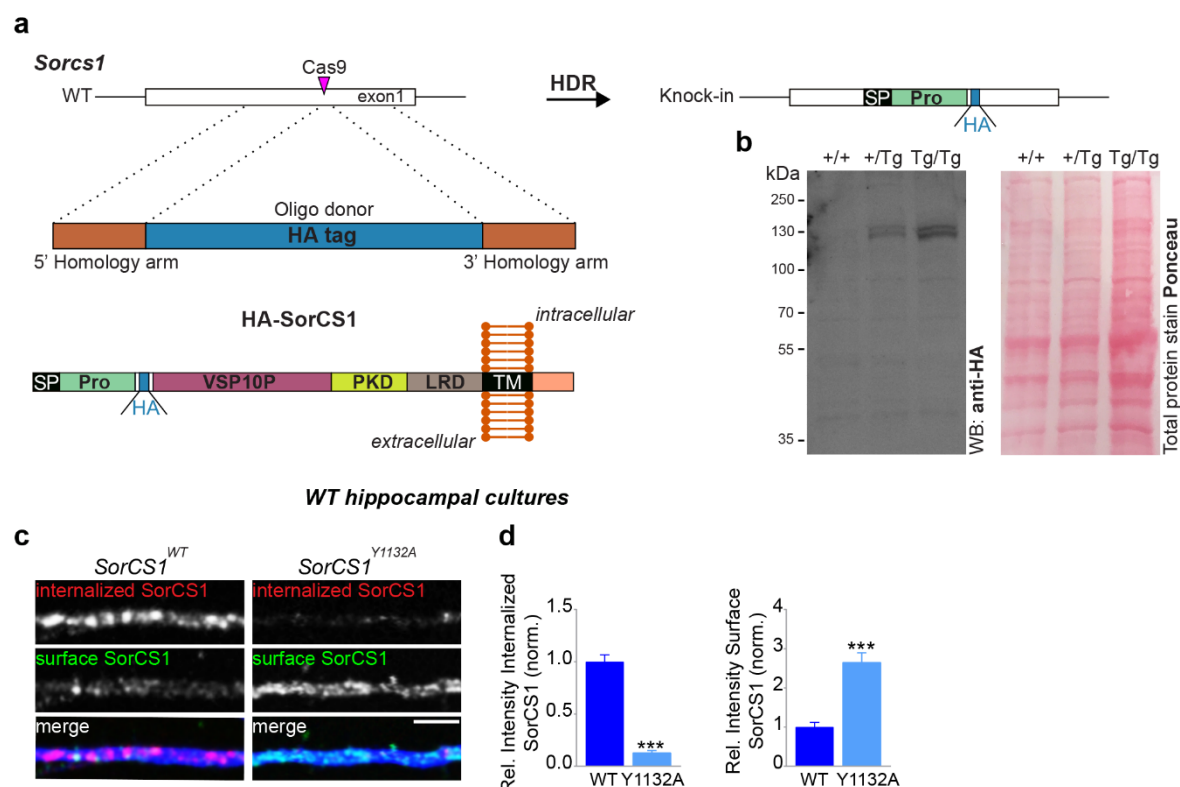 a
Sorcs1
Cas9
WT
exon1
HDR
Knock-in
SP
Pro
HA
Oligo donor
HA tag
5’ Homology arm
3’ Homology arm
HA-SorCS1
intracellular
SP Pro VSP10P PKD LRD TM
HA
extracellular
b
kDa
+/+ +/Tg Tg/Tg
250
130
100
70
55
35
WB: anti-HA
+/+ +/Tg Tg/Tg
Total protein stain Ponceau
WT hippocampal cultures
c
SorCS1WT
SorCS1Y1132A
internalized SorCS1
internalized SorCS1
surface SorCS1
surface SorCS1
merge
merge
d
Rel. Intensity Internalized
SorCS1 (norm.)
1.5
1.0
0.5
0.0
***
WT Y1132A
Rel. Intensity Surface
SorCS1 (norm.)
4
3
2
1
0
***
WT Y1132A